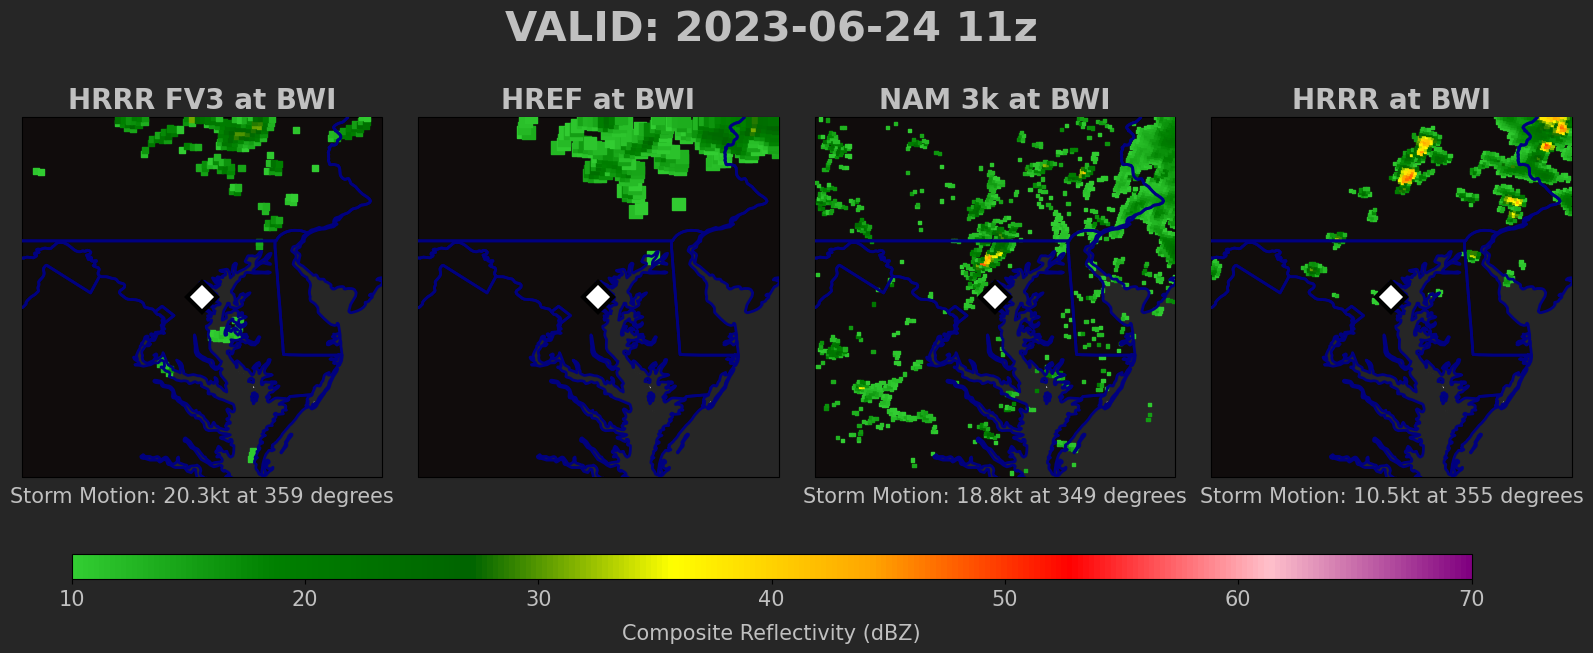 VALID: 2023-06-24 11z
HRRR FV3 at BWI
HREF at BWI
NAM 3k at BWI
HRRR at BWI
Storm Motion: 20.3kt at 359 degrees
Storm Motion: 18.8kt at 349 degrees
Storm Motion: 10.5kt at 355 degrees
10 20 30 40 50 60 70
Composite Reflectivity (dBZ)